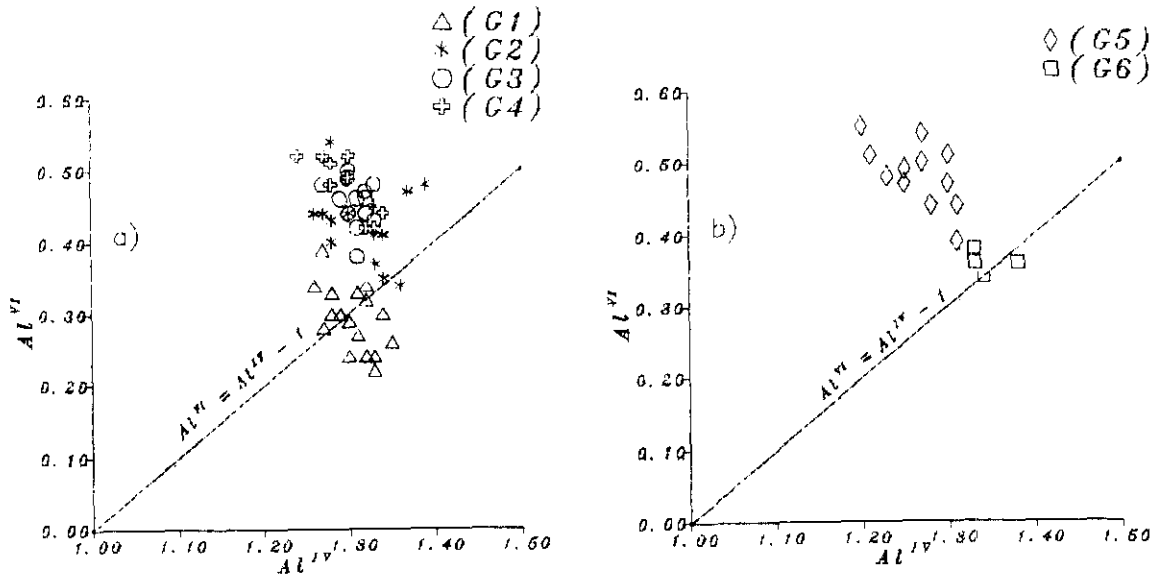 △ (G1)
* (G2)
○ (G3)
✚ (G4)
0.60
0.50
0.40
0.30
0.20
0.10
0.00
Al^VI
a)
Al^VI = Al^IV - 1
1.00 1.10 1.20 1.30 1.40 1.50
Al^IV
◇ (G5)
□ (G6)
0.60
0.50
0.40
0.30
0.20
0.10
0.00
Al^VI
b)
Al^VI = Al^IV - 1
1.00 1.10 1.20 1.30 1.40 1.50
Al^IV